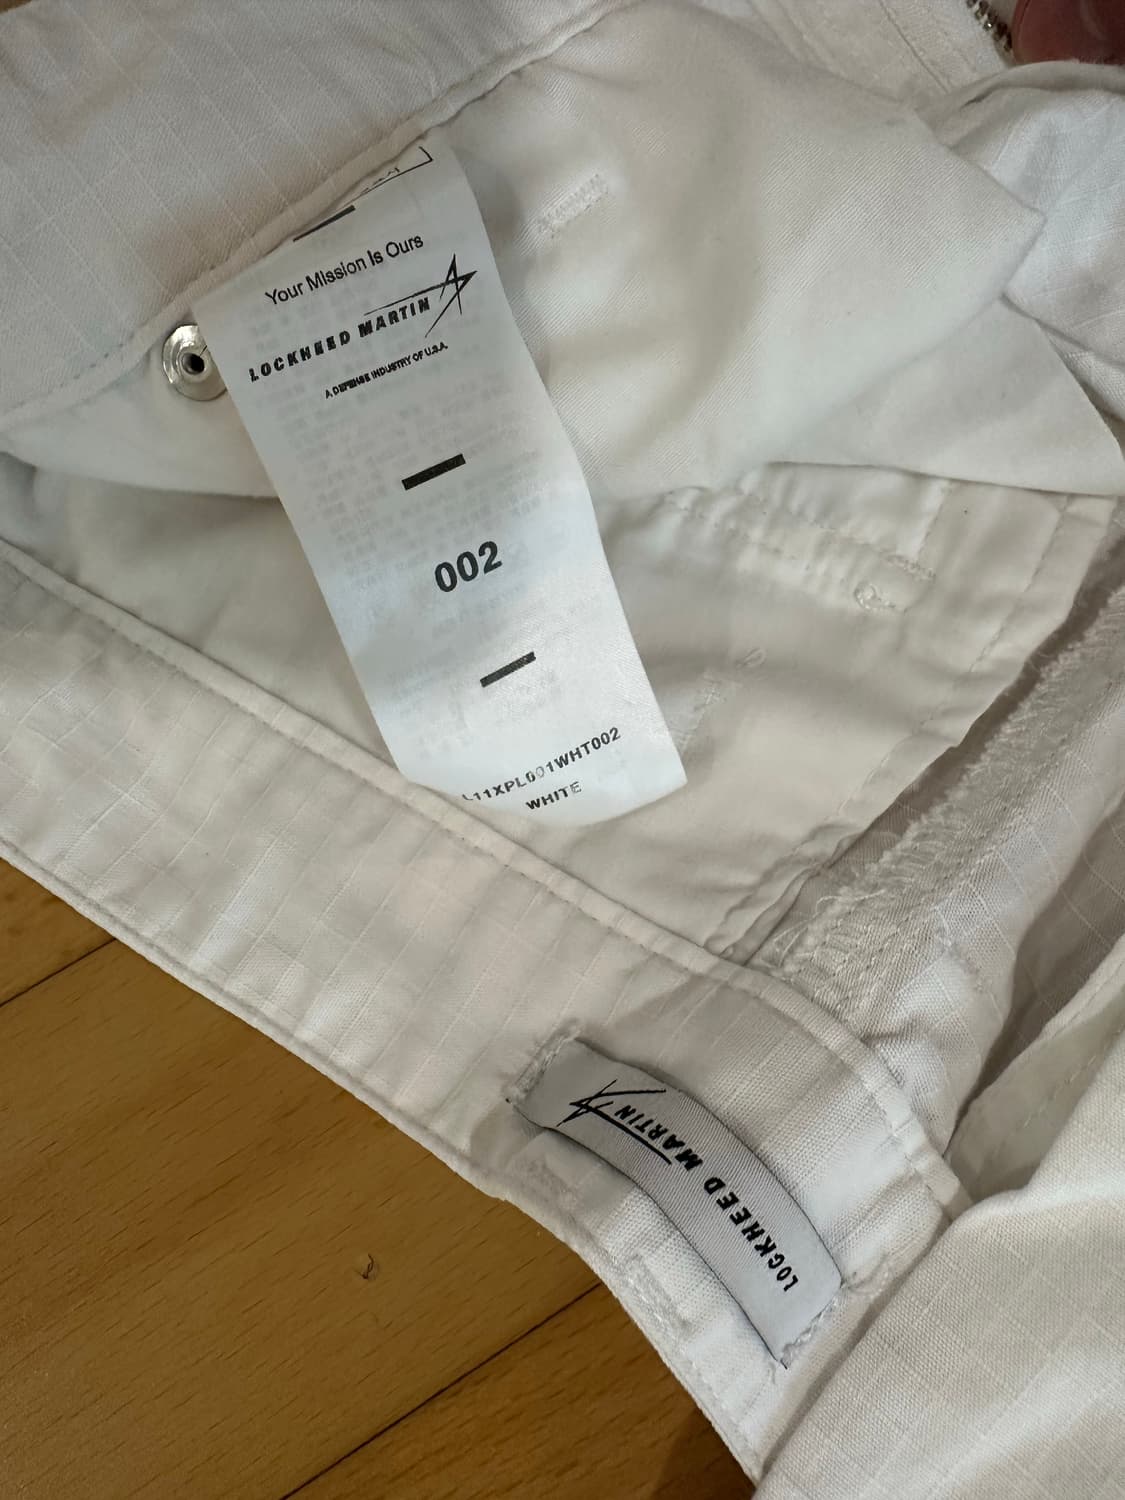 Your Mission Is Ours
LOCKHEED MARTIN
A DEFENSE INDUSTRY OF U.S.A.
002
11XPL001WHT002
WHITE
LOCKHEED MARTIN